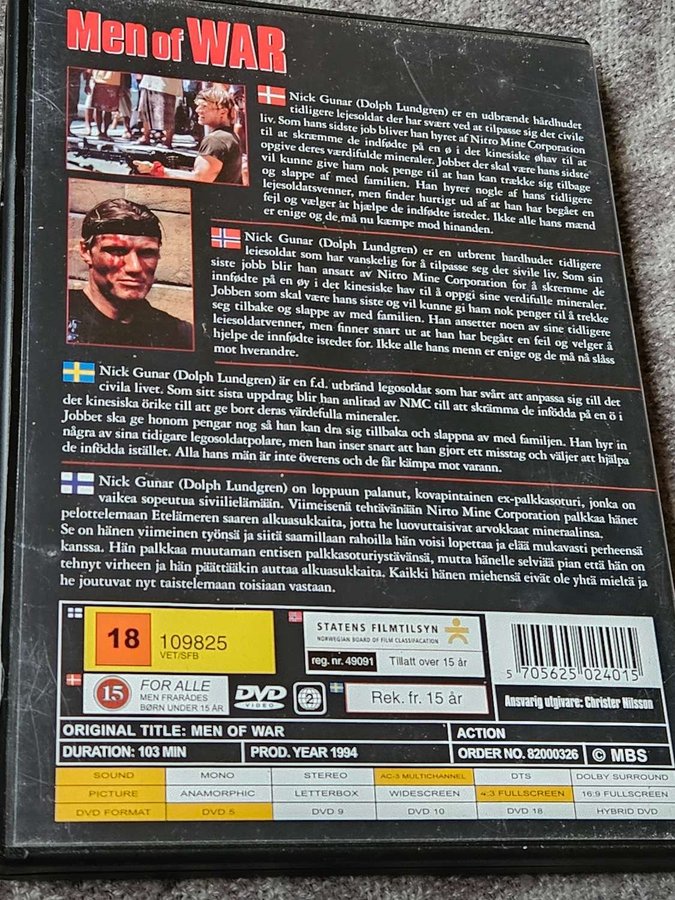 Men of WAR
Nick Gunar (Dolph Lundgren) er en udbrændt hårdhudet
tidligere lejesoldat der har svært ved at tilpasse sig det civile
liv. Som hans sidste job bliver han hyret af Nitro Mine Corporation
til at skræmme de indfødte på en ø i det kinesiske øhav til at
opgive deres værdifulde mineraler. Jobbet der skal være hans sidste
vil kunne give ham nok penge til at han kan trække sig tilbage
og slappe af med familien. Han hyrer nogle af hans tidligere
lejesoldatsvenner, men finder hurtigt ud af at han har begået en
fejl og vælger at hjælpe de indfødte istedet. Ikke alle hans mænd
er enige og de må nu kæmpe mod hinanden.
Nick Gunar (Dolph Lundgren) er en utbrent hardhudet tidligere
leiesoldat som har vanskelig for å tilpasse seg det sivile liv. Som sin
siste jobb blir han ansatt av Nitro Mine Corporation for å skremme de
innfødte på en øy i det kinesiske hav til å oppgi sine verdifulle mineraler.
Jobben som skal være hans siste og vil kunne gi ham nok penger til å trekke
seg tilbake og slappe av med familien. Han ansetter noen av sine tidligere
leiesoldatvenner, men finner snart ut at han har begått en feil og velger å
hjelpe de innfødte istedet for. Ikke alle hans menn er enige og de må nå slåss
mot hverandre.
Nick Gunar (Dolph Lundgren) är en f.d. utbränd legosoldat som har svårt att anpassa sig till det
civila livet. Som sitt sista uppdrag blir han anlitad av NMC till att skrämma de infödda på en ö i
det kinesiska örike till att ge bort deras värdefulla mineraler.
Jobbet ska ge honom pengar nog så han kan dra sig tillbaka och slappna av med familjen. Han hyr in
några av sina tidigare legosoldatpolare, men han inser snart att han gjort ett misstag och väljer att hjälpa
de infödda istället. Alla hans män är inte överens och de får kämpa mot varann.
Nick Gunar (Dolph Lundgren) on loppuun palanut, kovapintainen ex-palkkasoturi, jonka on
vaikea sopeutua siviilielämään. Viimeisenä tehtävänään Nirto Mine Corporation palkkaa hänet
pelottelemaan Etelämeren saaren alkuasukkaita, jotta he luovuttaisivat arvokkaat mineraalinsa.
Se on hänen viimeinen työnsä ja siitä saamillaan rahoilla hän voisi lopettaa ja elää mukavasti perheensä
kanssa. Hän palkkaa muutaman entisen palkkasoturiystävänsä, mutta hänelle selviää pian että hän on
tehnyt virheen ja hän päättääkin auttaa alkuasukkaita. Kaikki hänen miehensä eivät ole yhtä mieltä ja
he joutuvat nyt taistelemaan toisiaan vastaan.
18 109825
VET/SFB
STATENS FILMTILSYN
NORWEGIAN BOARD OF FILM CLASSIFACATION
reg. nr. 49091 Tillatt over 15 år
5 705625 024015
15 FOR ALLE
MEN FRARÅDES
BØRN UNDER 15 ÅR
DVD
VIDEO
2
Rek. fr. 15 år
Ansvarig utgivare: Christer Nilsson
ORIGINAL TITLE: MEN OF WAR ACTION
DURATION: 103 MIN PROD. YEAR 1994 ORDER NO. 82000326 © MBS
SOUND MONO STEREO AC-3 MULTICHANNEL DTS DOLBY SURROUND
PICTURE ANAMORPHIC LETTERBOX WIDESCREEN 4:3 FULLSCREEN 16:9 FULLSCREEN
DVD FORMAT DVD 5 DVD 9 DVD 10 DVD 18 HYBRID DVD